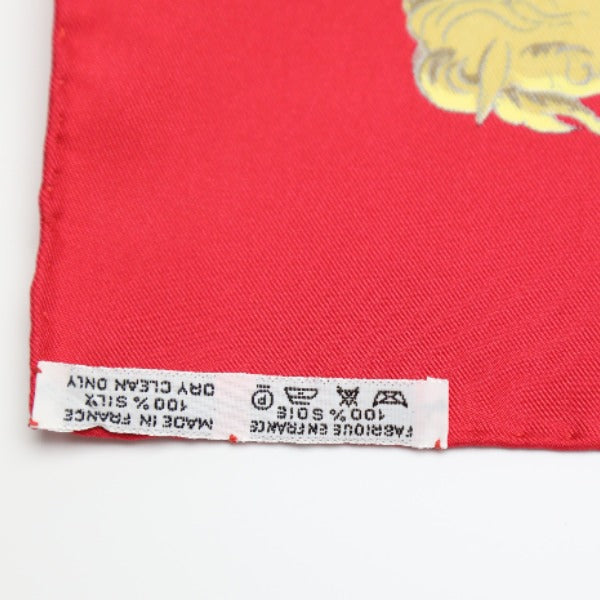 FABRIQUE EN FRANCE
100% SOIE
P
MADE IN FRANCE
100% SILK
DRY CLEAN ONLY